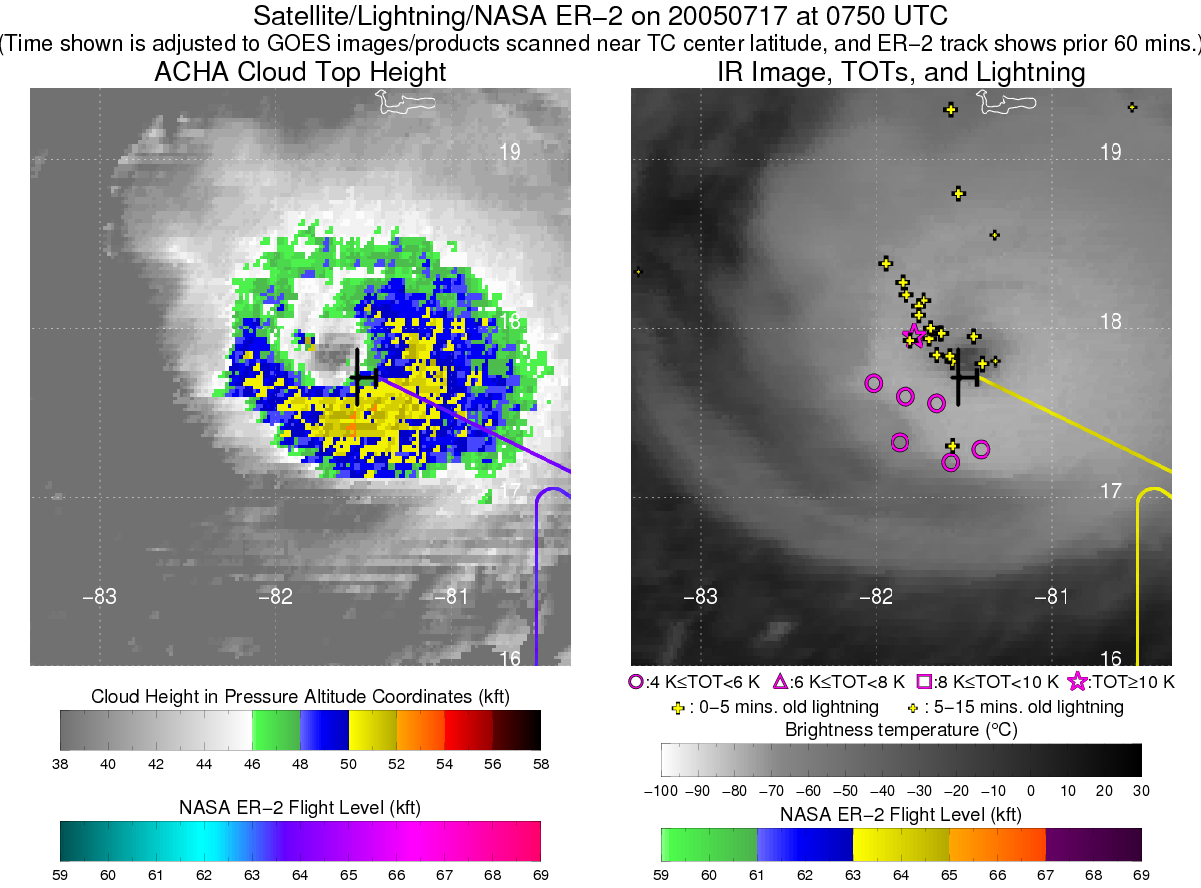 Satellite/Lightning/NASA ER−2 on 20050717 at 0750 UTC
(Time shown is adjusted to GOES images/products scanned near TC center latitude, and ER−2 track shows prior 60 mins.)
ACHA Cloud Top Height
IR Image, TOTs, and Lightning
19
18
17
−83 −82 −81
16
19
18
17
−83 −82 −81
16
Cloud Height in Pressure Altitude Coordinates (kft)
38 40 42 44 46 48 50 52 54 56 58
NASA ER−2 Flight Level (kft)
59 60 61 62 63 64 65 66 67 68 69
:4 K≤TOT<6 K :6 K≤TOT<8 K :8 K≤TOT<10 K :TOT≥10 K
: 0−5 mins. old lightning : 5−15 mins. old lightning
Brightness temperature (°C)
−100 −90 −80 −70 −60 −50 −40 −30 −20 −10 0 10 20 30
NASA ER−2 Flight Level (kft)
59 60 61 62 63 64 65 66 67 68 69